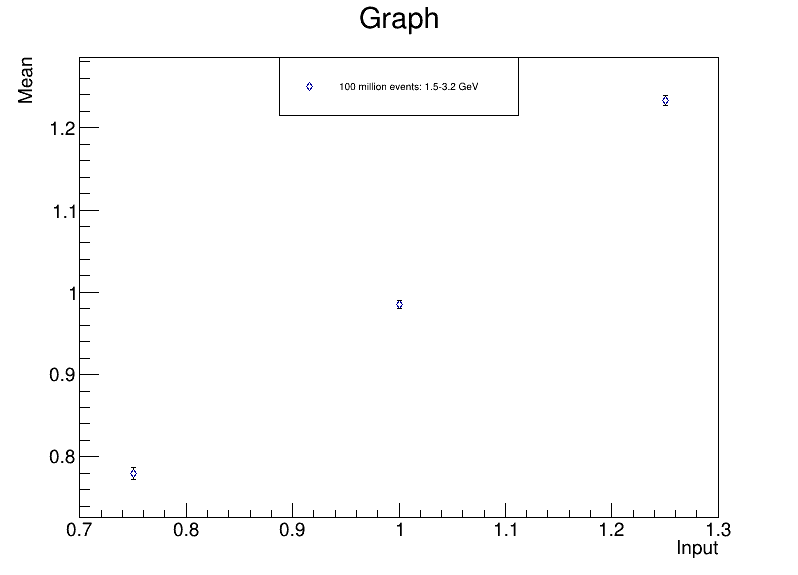 Graph
Mean
100 million events: 1.5-3.2 GeV
1.2
1.1
1
0.9
0.8
0.7 0.8 0.9 1 1.1 1.2 1.3
Input